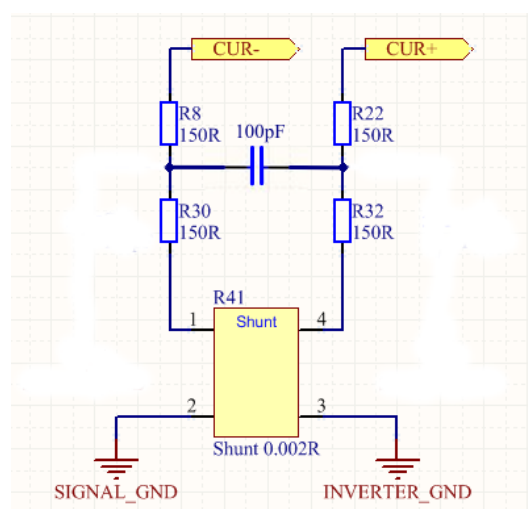 CUR-
CUR+
R8
150R
100pF
R22
150R
R30
150R
R32
150R
R41
1
Shunt
4
2
3
Shunt 0.002R
SIGNAL_GND
INVERTER_GND